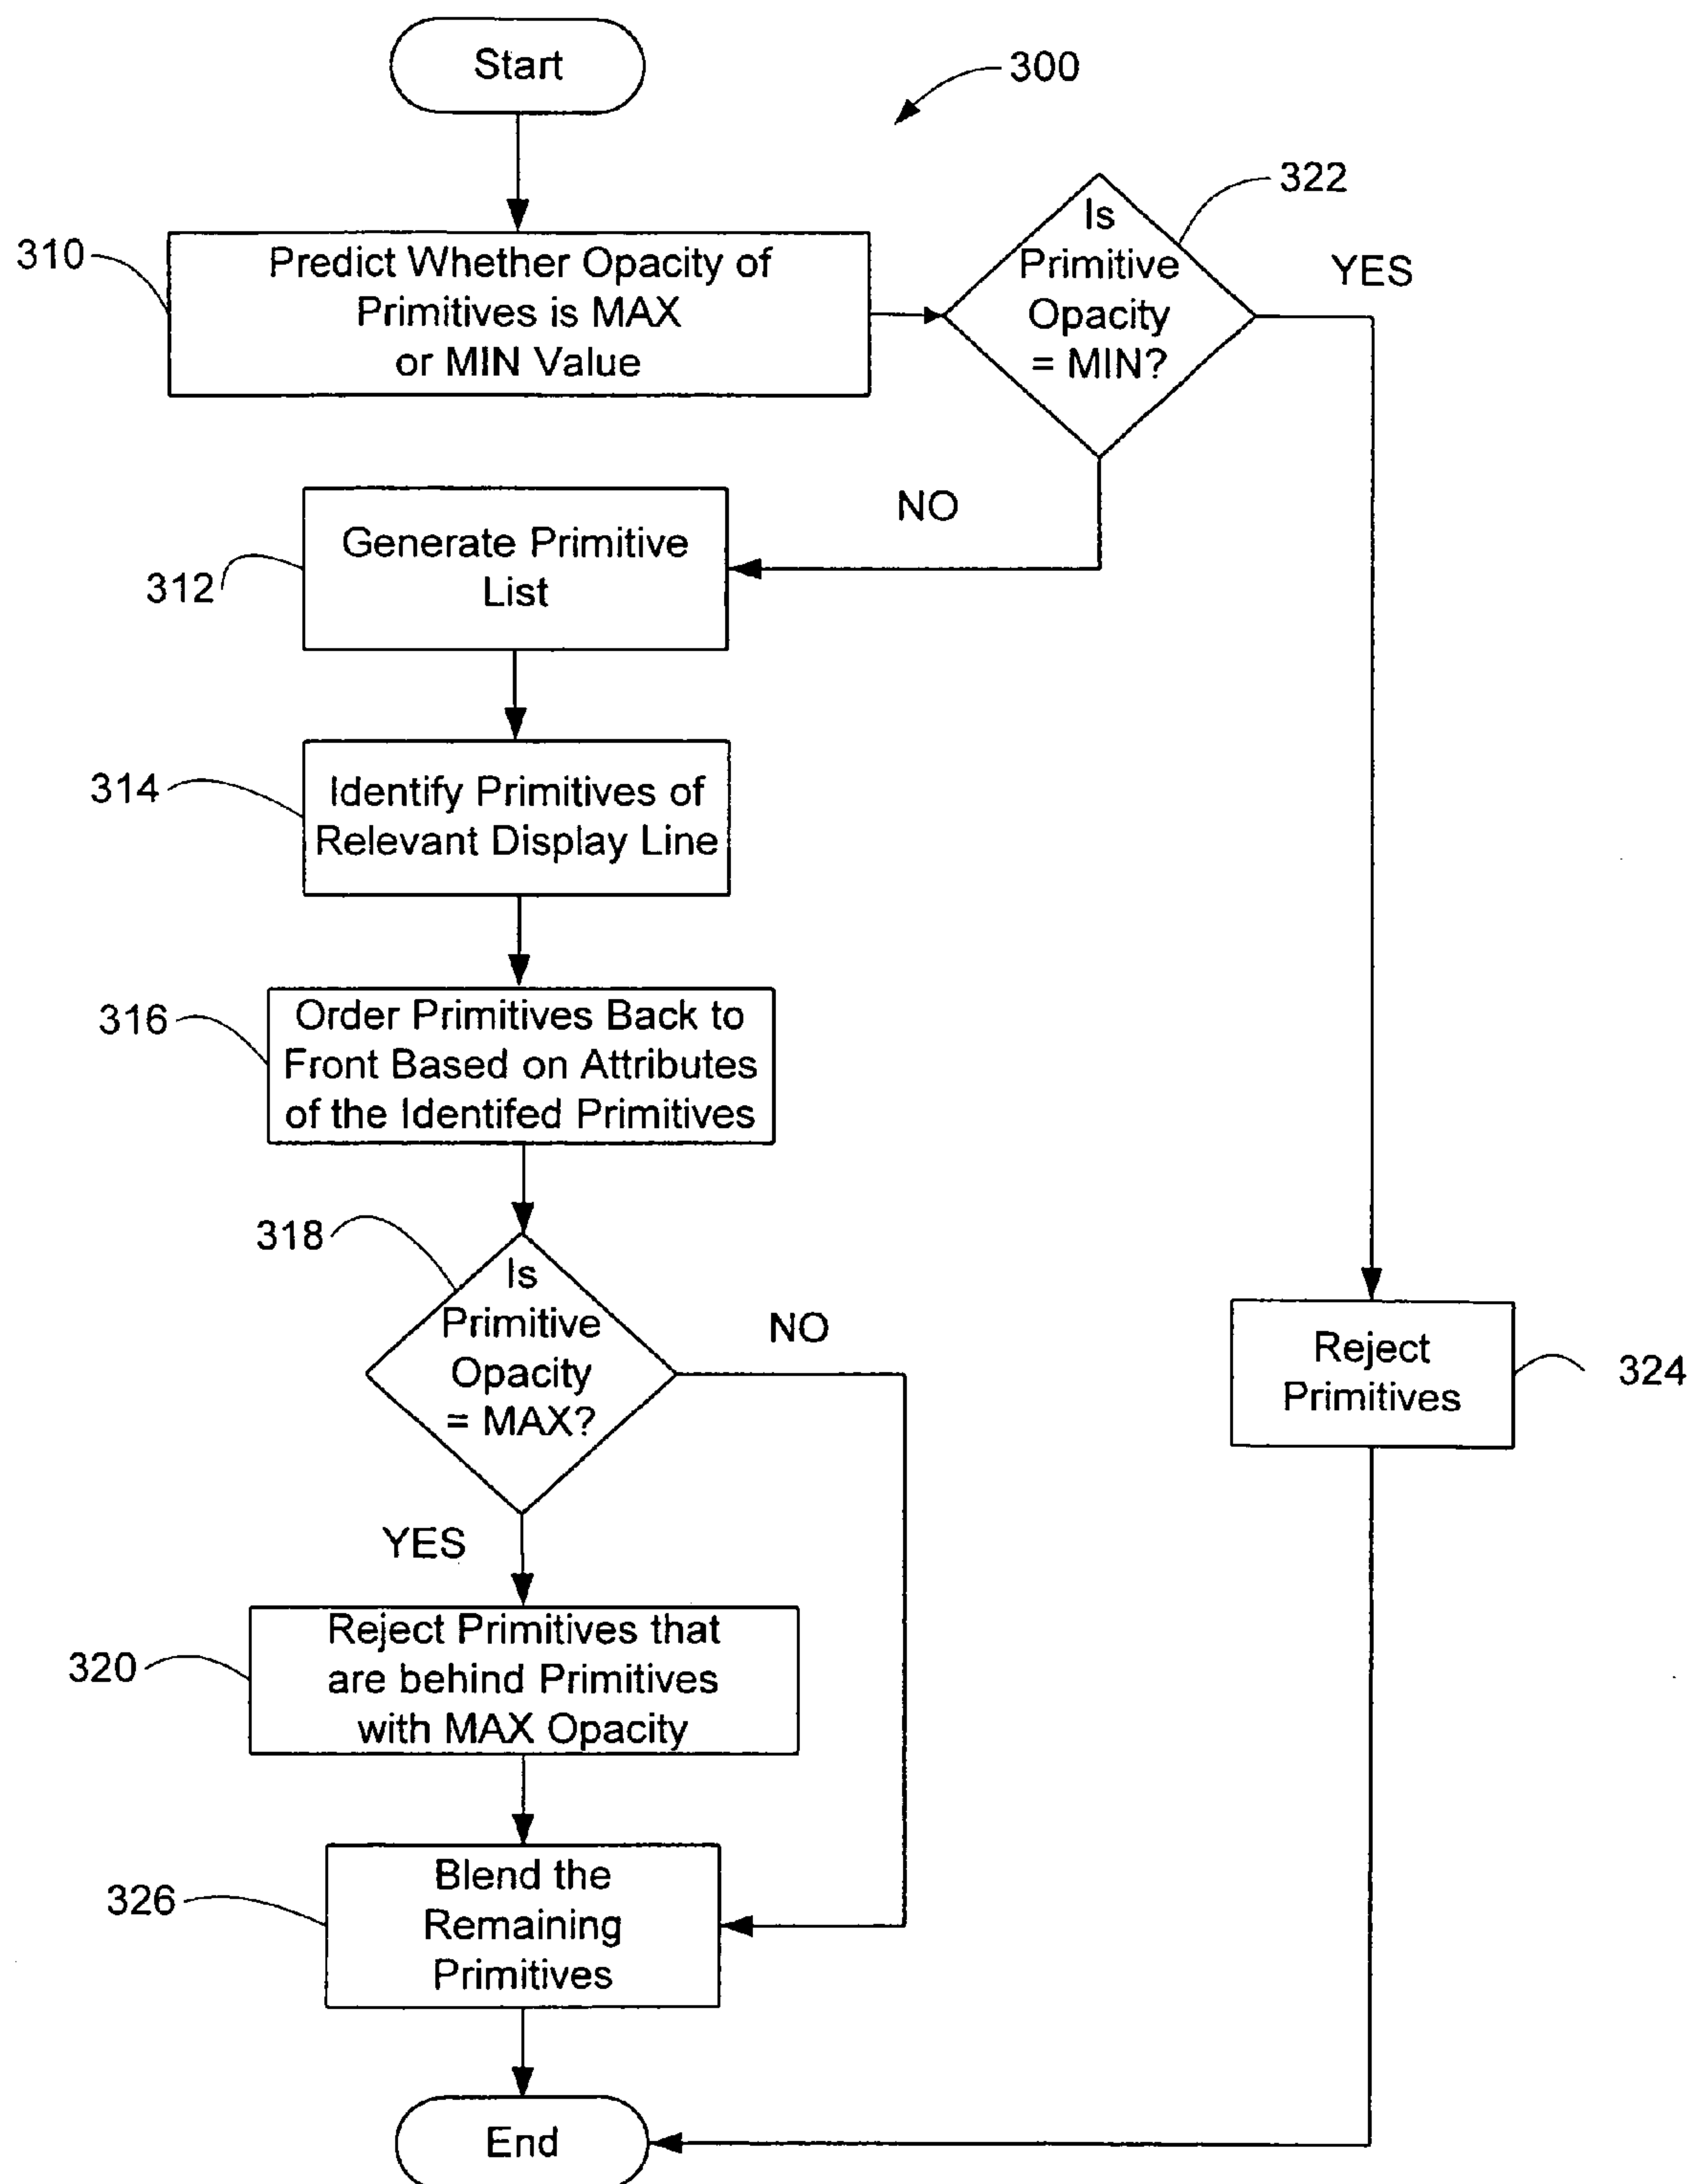 Start
300
322
Is
Primitive
Opacity
= MIN?
YES
310
Predict Whether Opacity of
Primitives is MAX
or MIN Value
NO
312
Generate Primitive
List
314
Identify Primitives of
Relevant Display Line
316
Order Primitives Back to
Front Based on Attributes
of the Identifed Primitives
318
Is
Primitive
Opacity
= MAX?
NO
YES
Reject
Primitives
324
320
Reject Primitives that
are behind Primitives
with MAX Opacity
326
Blend the
Remaining
Primitives
End